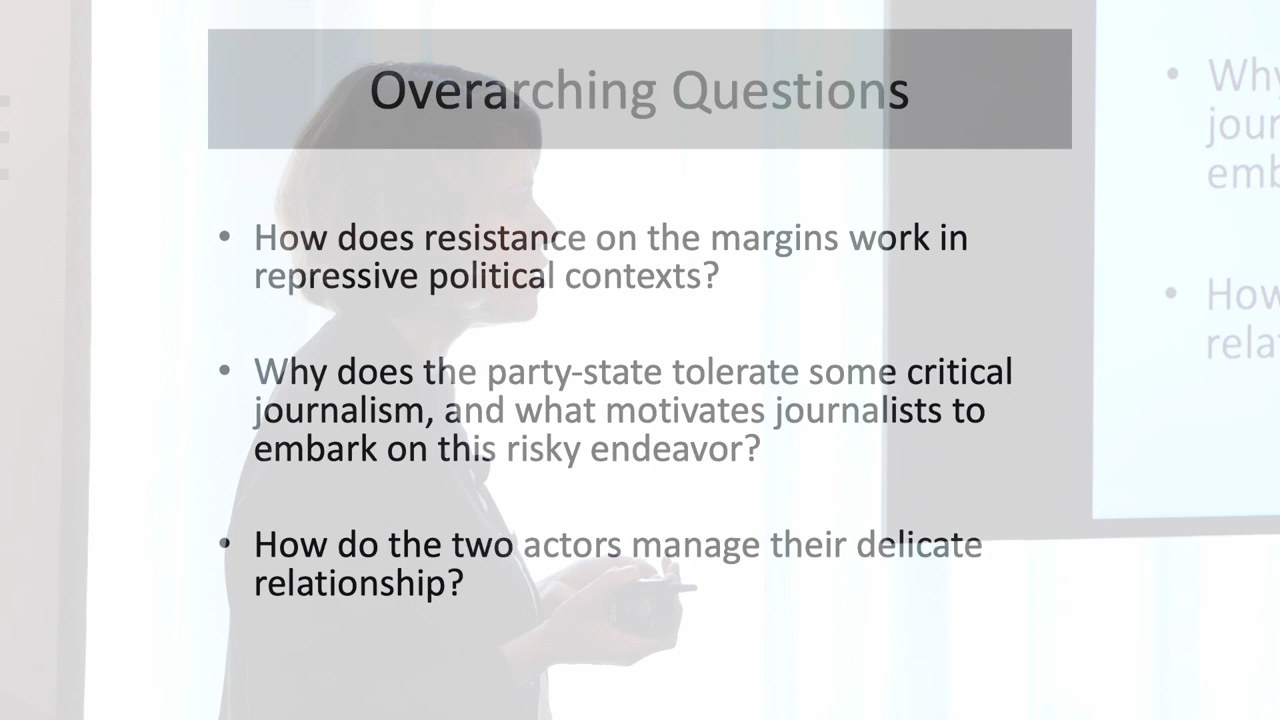 Overarching Questions
• How does resistance on the margins work in
repressive political contexts?
• Why does the party-state tolerate some critical
journalism, and what motivates journalists to
embark on this risky endeavor?
• How do the two actors manage their delicate
relationship?
• Why